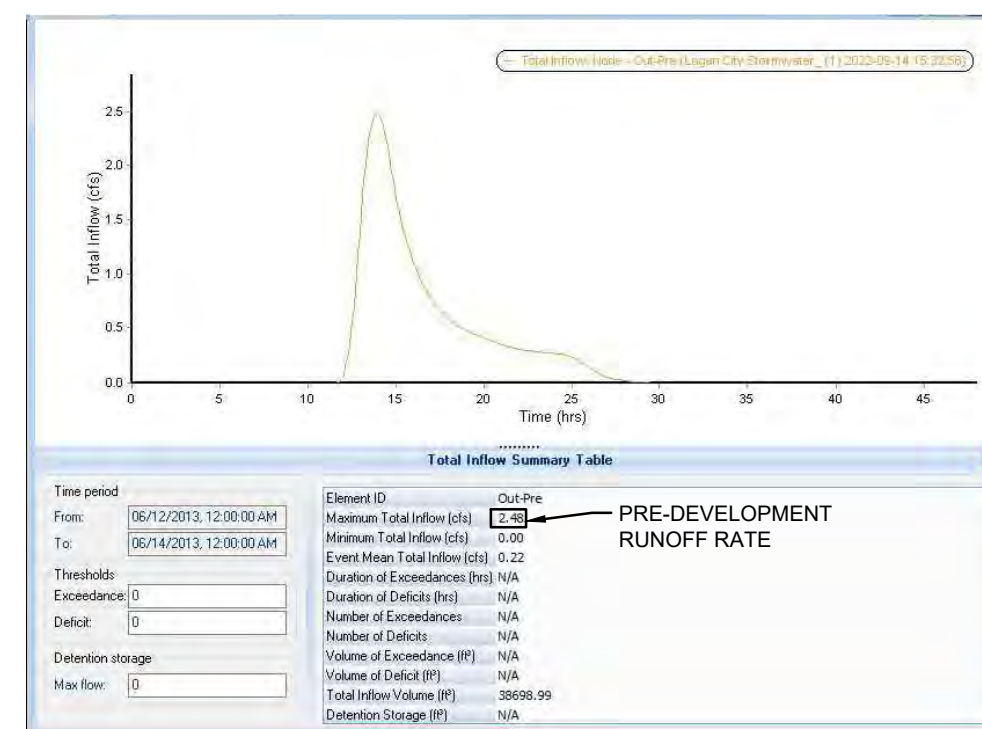 Total Inflow Node - Out-Pre (Logan City Stormwater_ (1) 2022-09-14 15:32:56)
2.5
2.0
1.5
1.0
0.5
0.0
Total Inflow (cfs)
0 5 10 15 20 25 30 35 40 45
Time (hrs)
Total Inflow Summary Table
Time period
From: 06/12/2013, 12:00:00 AM
To: 06/14/2013, 12:00:00 AM
Thresholds
Exceedance: 0
Deficit: 0
Detention storage
Max flow: 0
Element ID Out-Pre
Maximum Total Inflow (cfs) 2.48
Minimum Total Inflow (cfs) 0.00
Event Mean Total Inflow (cfs) 0.22
Duration of Exceedances (hrs) N/A
Duration of Deficits (hrs) N/A
Number of Exceedances N/A
Number of Deficits N/A
Volume of Exceedance (ft³) N/A
Volume of Deficit (ft³) N/A
Total Inflow Volume (ft³) 38698.99
Detention Storage (ft³) N/A
PRE-DEVELOPMENT
RUNOFF RATE